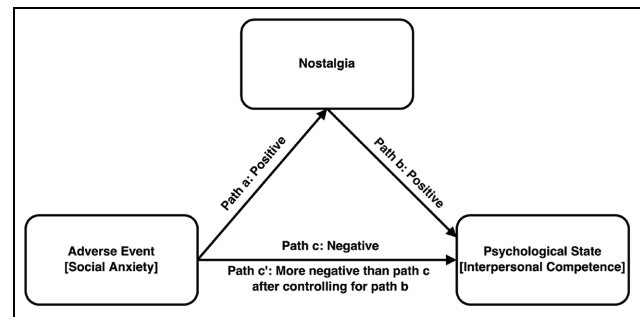 Nostalgia
Path a: Positive
Path b: Positive
Adverse Event
[Social Anxiety]
Path c: Negative
Path c': More negative than path c
after controlling for path b
Psychological State
[Interpersonal Competence]